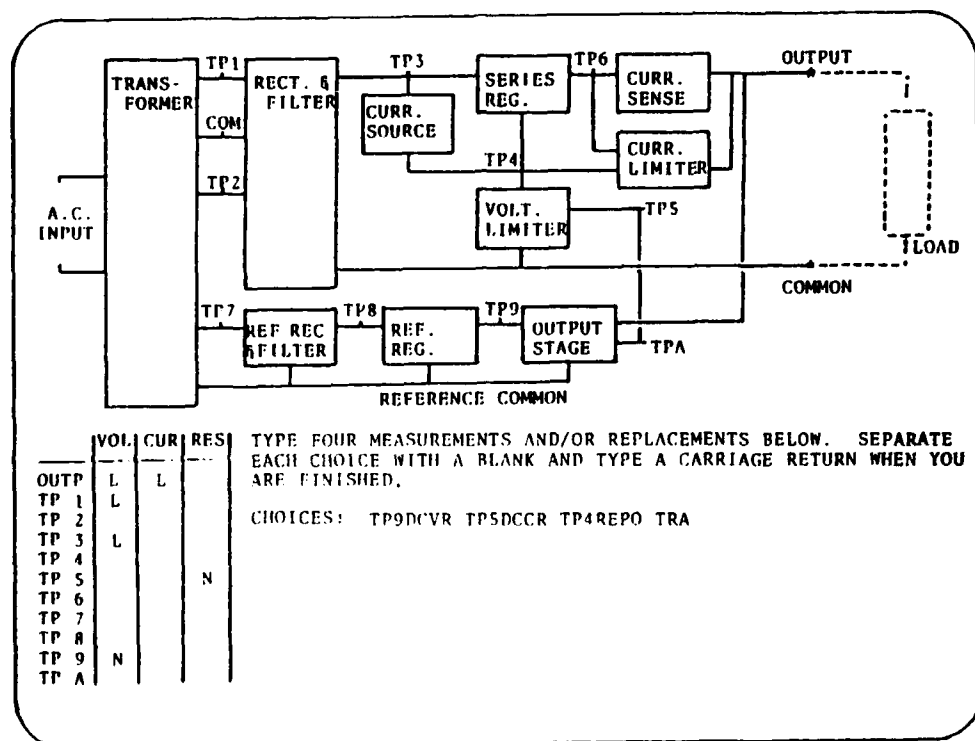 TRANS-
FORMER
TP1
COM
TP2
RECT. &
FILTER
TP3
CURR.
SOURCE
TP4
SERIES
REG.
TP6
CURR.
SENSE
CURR.
LIMITER
OUTPUT
A.C.
INPUT
VOLT.
LIMITER
TP5
LOAD
COMMON
TP7
REF REC
&FILTER
TP8
REF.
REG.
TP9
OUTPUT
STAGE
TPA
REFERENCE COMMON
VOL CUR RES
OUTP L L
TP 1 L
TP 2
TP 3 L
TP 4
TP 5 N
TP 6
TP 7
TP 8
TP 9 N
TP A
TYPE FOUR MEASUREMENTS AND/OR REPLACEMENTS BELOW. SEPARATE
EACH CHOICE WITH A BLANK AND TYPE A CARRIAGE RETURN WHEN YOU
ARE FINISHED.
CHOICES: TP9DCVR TP5DCCR TP4REPO TRA